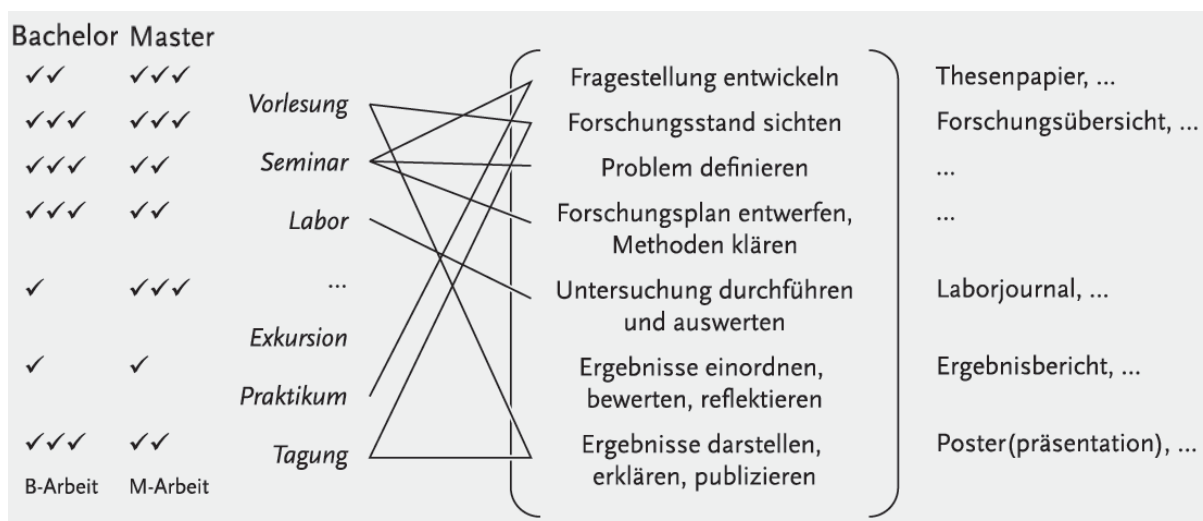 Bachelor Master
✓✓ ✓✓✓ Fragestellung entwickeln Thesenpapier, ...
Vorlesung
✓✓✓ ✓✓✓ Forschungsstand sichten Forschungsübersicht, ...
✓✓✓ ✓✓ Seminar Problem definieren ...
✓✓✓ ✓✓ Labor Forschungsplan entwerfen, ...
Methoden klären
✓ ✓✓✓ ... Untersuchung durchführen Laborjournal, ...
und auswerten
Exkursion
✓ ✓ Ergebnisse einordnen, Ergebnisbericht, ...
Praktikum bewerten, reflektieren
✓✓✓ ✓✓ Tagung Ergebnisse darstellen, Poster(präsentation), ...
erklären, publizieren
B-Arbeit M-Arbeit